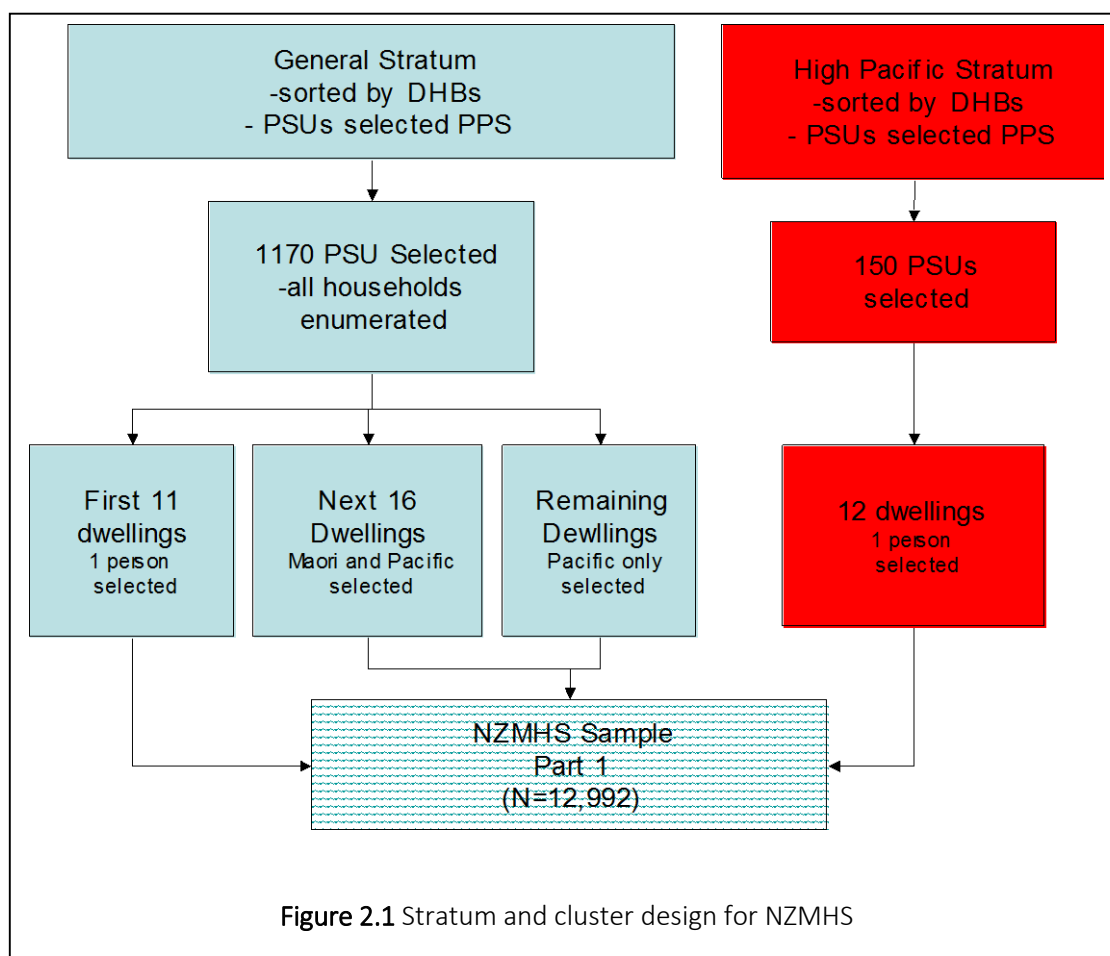 General Stratum
-sorted by DHBs
- PSUs selected PPS
High Pacific Stratum
-sorted by DHBs
- PSUs selected PPS
1170 PSU Selected
-all households
enumerated
150 PSUs
selected
First 11
dwellings
1 person
selected
Next 16
Dwellings
Maori and Pacific
selected
Remaining
Dewllings
Pacific only
selected
12 dwellings
1 person
selected
NZMHS Sample
Part 1
(N=12,992)
Figure 2.1 Stratum and cluster design for NZMHS